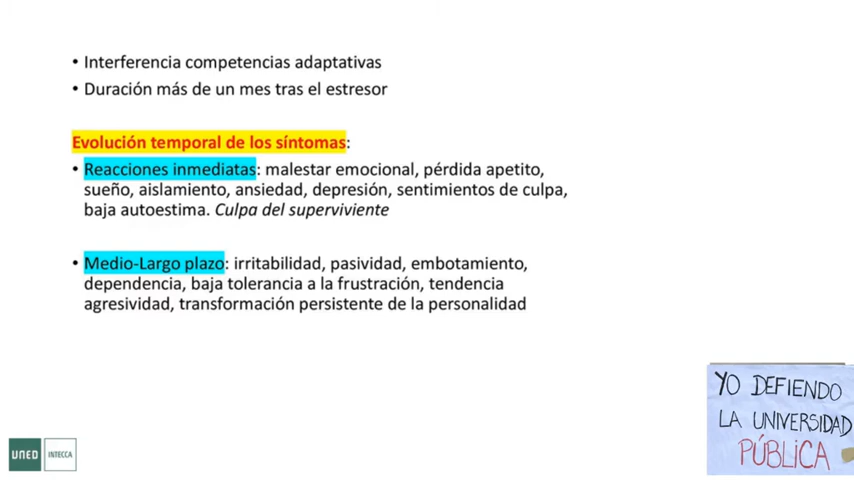 • Interferencia competencias adaptativas
• Duración más de un mes tras el estresor
Evolución temporal de los síntomas:
• Reacciones inmediatas: malestar emocional, pérdida apetito,
sueño, aislamiento, ansiedad, depresión, sentimientos de culpa,
baja autoestima. Culpa del superviviente
• Medio-Largo plazo: irritabilidad, pasividad, embotamiento,
dependencia, baja tolerancia a la frustración, tendencia
agresividad, transformación persistente de la personalidad
YO DEFIENDO
LA UNIVERSIDAD
PÚBLICA
UNED INTECCA